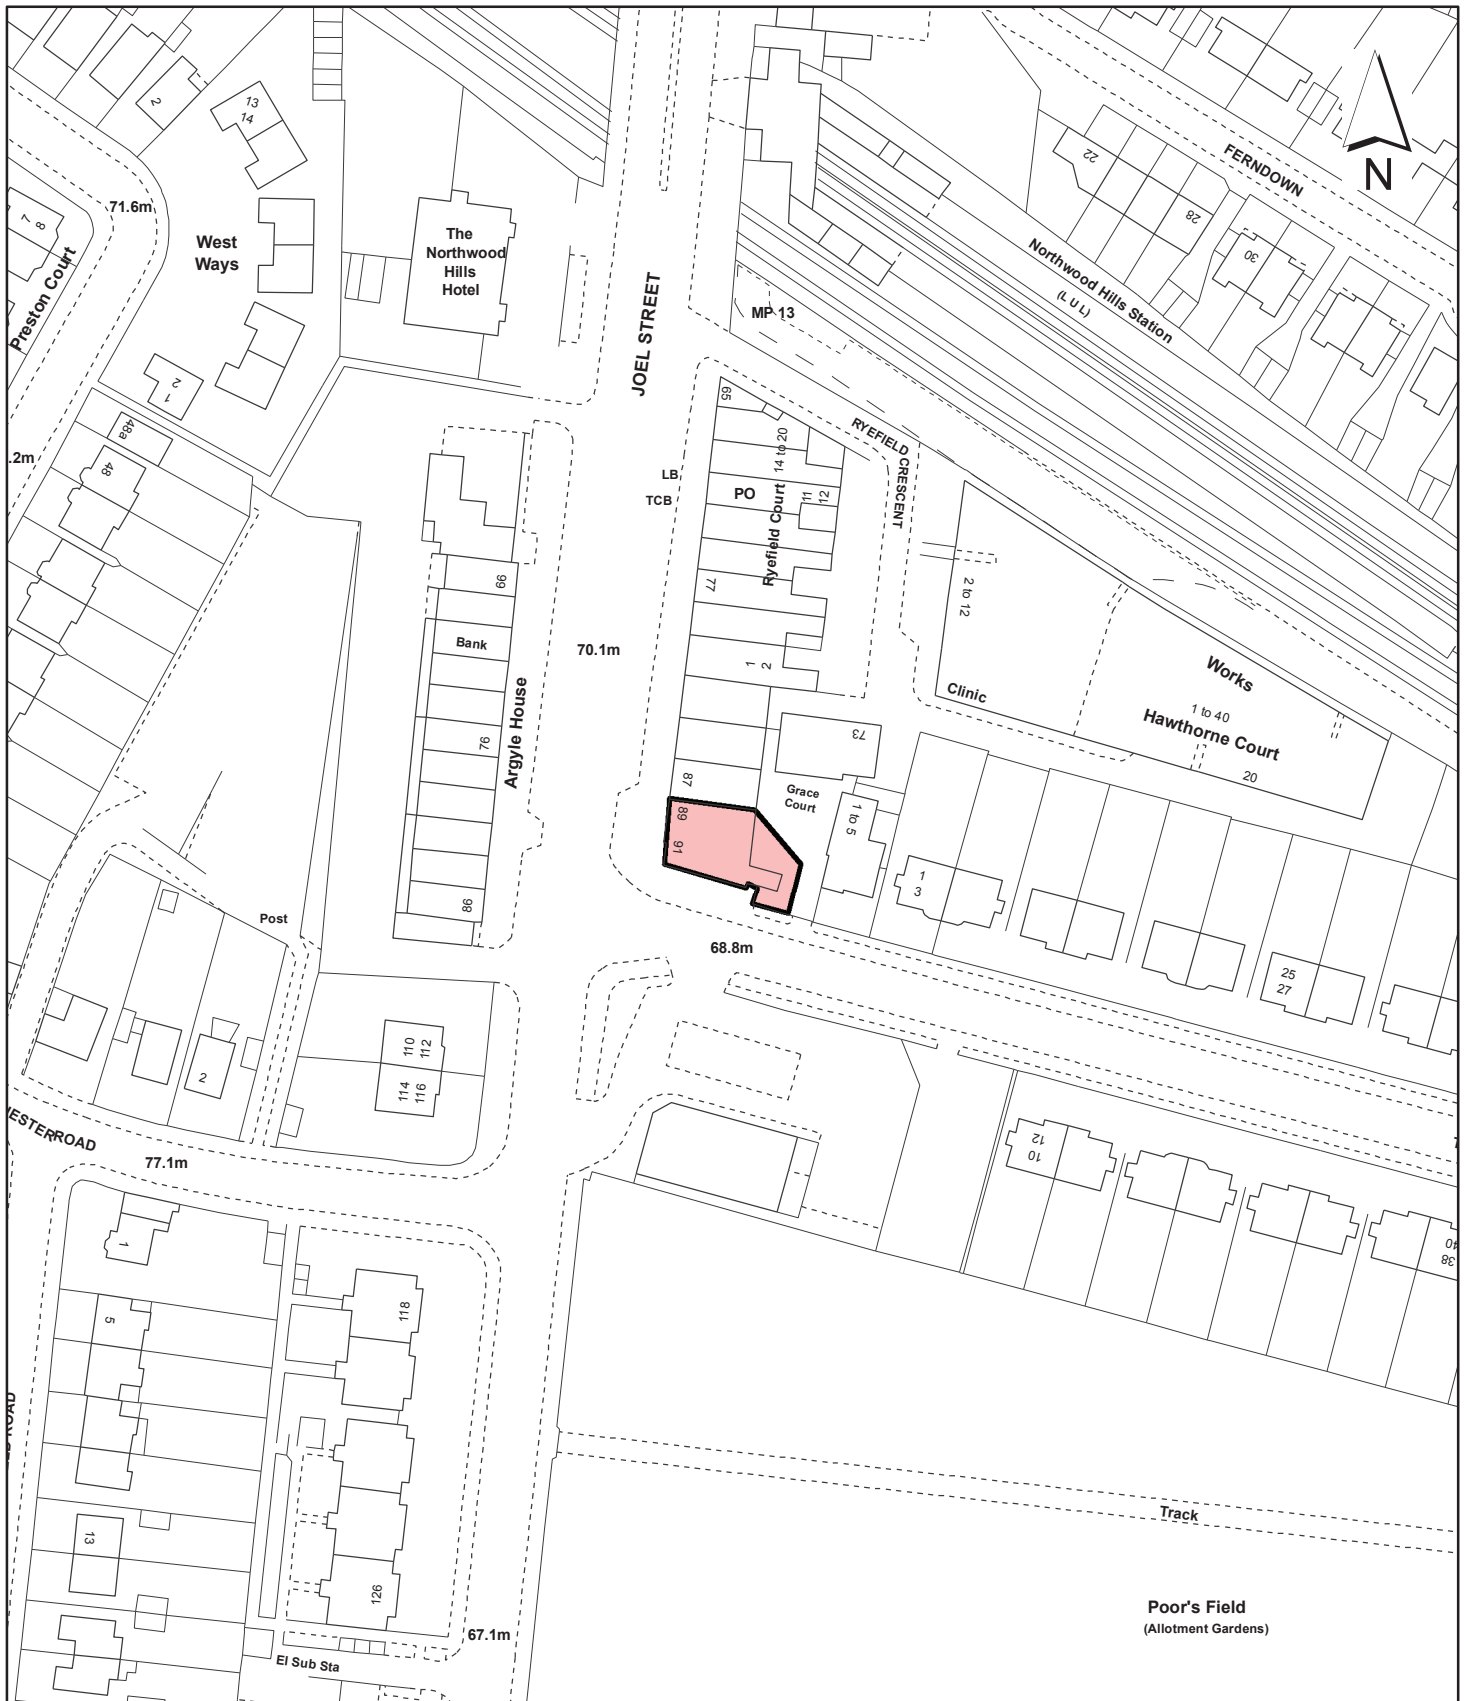 2
13
14
71.6m
7
8
Preston Court
West
Ways
The
Northwood
Hills
Hotel
JOEL STREET
MP 13
FERNDOWN
N
22
28
30
Northwood Hills Station
(L U L)
1
2
48a
48
.2m
65
LB
TCB
PO
14 to 20
Ryefield Court
11
12
RYEFIELD CRESCENT
77
1
2
2 to 12
Works
Clinic
1 to 40
Hawthorne Court
20
66
Bank
76
Argyle House
98
70.1m
73
87
Grace
Court
1 to 5
89
91
1
3
25
27
68.8m
Post
110
112
114
116
2
HESTER ROAD
77.1m
12
10
40
38
1
5
13
118
126
67.1m
El Sub Sta
Track
Poor's Field
(Allotment Gardens)